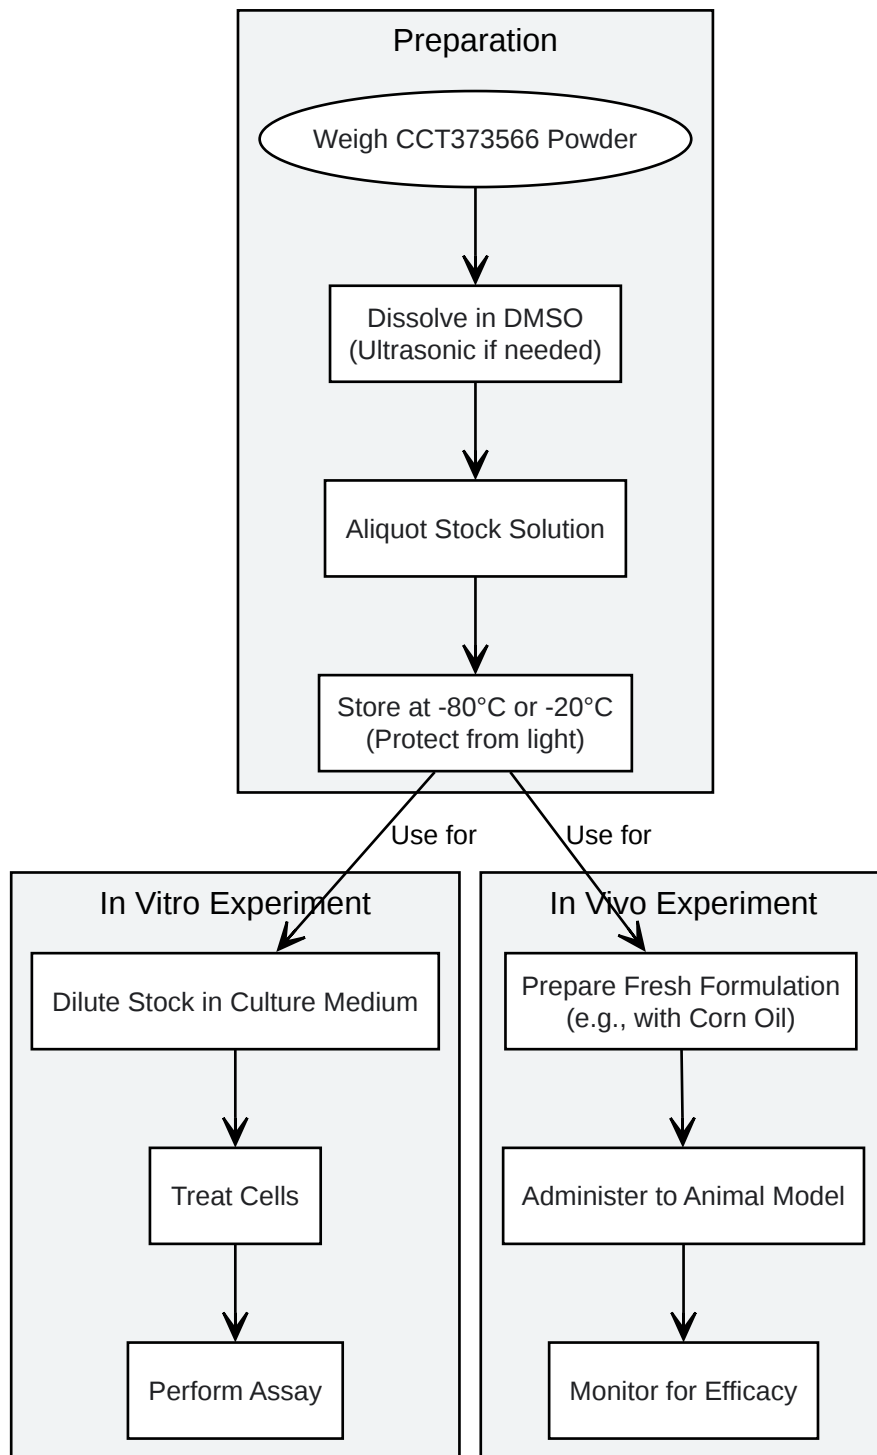 Preparation
Weigh CCT373566 Powder
Dissolve in DMSO
(Ultrasonic if needed)
Aliquot Stock Solution
Store at -80°C or -20°C
(Protect from light)
Use for
Use for
In Vitro Experiment
Dilute Stock in Culture Medium
Treat Cells
Perform Assay
In Vivo Experiment
Prepare Fresh Formulation
(e.g., with Corn Oil)
Administer to Animal Model
Monitor for Efficacy